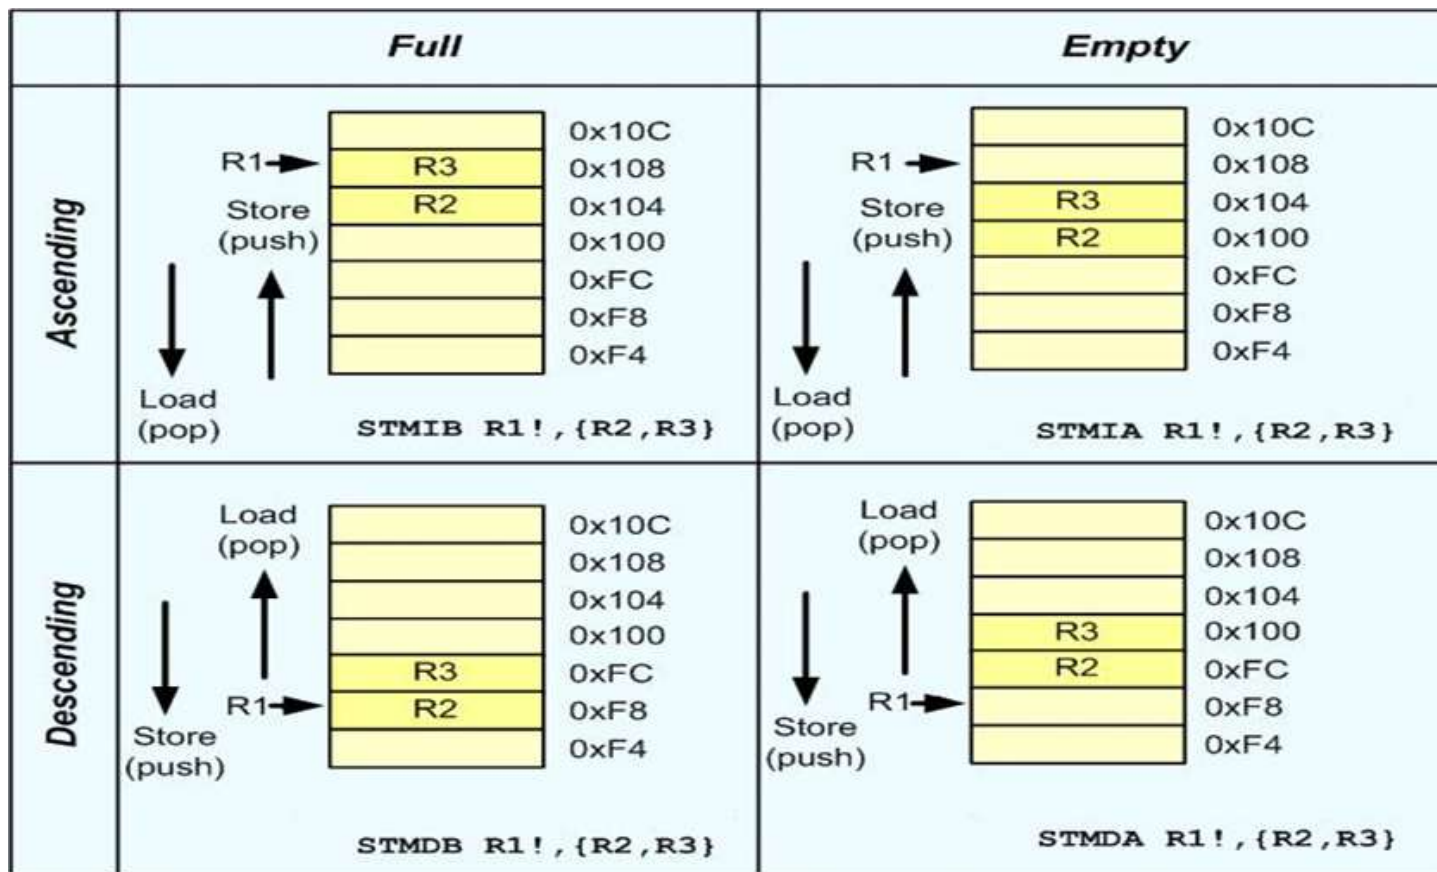 Full
Empty
Ascending
R1
Store
(push)
Load
(pop)
R3
R2
0x10C
0x108
0x104
0x100
0xFC
0xF8
0xF4
STMIB R1!,{R2,R3}
R1
Store
(push)
Load
(pop)
R3
R2
0x10C
0x108
0x104
0x100
0xFC
0xF8
0xF4
STMIA R1!,{R2,R3}
Descending
Load
(pop)
R1
Store
(push)
R3
R2
0x10C
0x108
0x104
0x100
0xFC
0xF8
0xF4
STMDB R1!,{R2,R3}
Load
(pop)
R1
Store
(push)
R3
R2
0x10C
0x108
0x104
0x100
0xFC
0xF8
0xF4
STMDA R1!,{R2,R3}